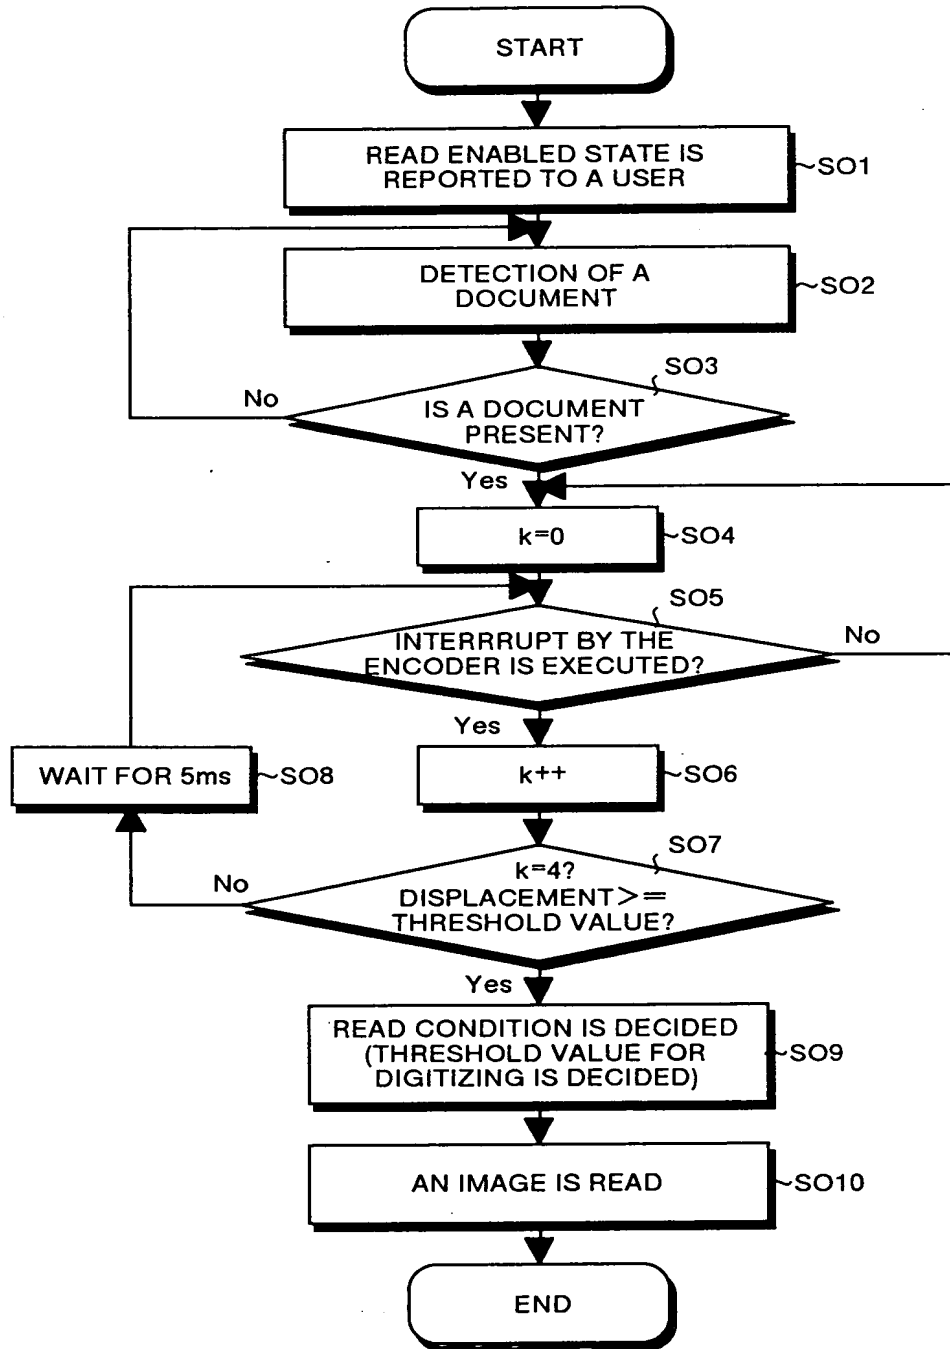 START
READ ENABLED STATE IS
REPORTED TO A USER
SO1
DETECTION OF A
DOCUMENT
SO2
SO3
No
IS A DOCUMENT
PRESENT?
Yes
k=0
SO4
SO5
INTERRRUPT BY THE
ENCODER IS EXECUTED?
No
Yes
WAIT FOR 5ms
SO8
k++
SO6
SO7
k=4?
No
DISPLACEMENT>=
THRESHOLD VALUE?
Yes
READ CONDITION IS DECIDED
(THRESHOLD VALUE FOR
DIGITIZING IS DECIDED)
SO9
AN IMAGE IS READ
SO10
END